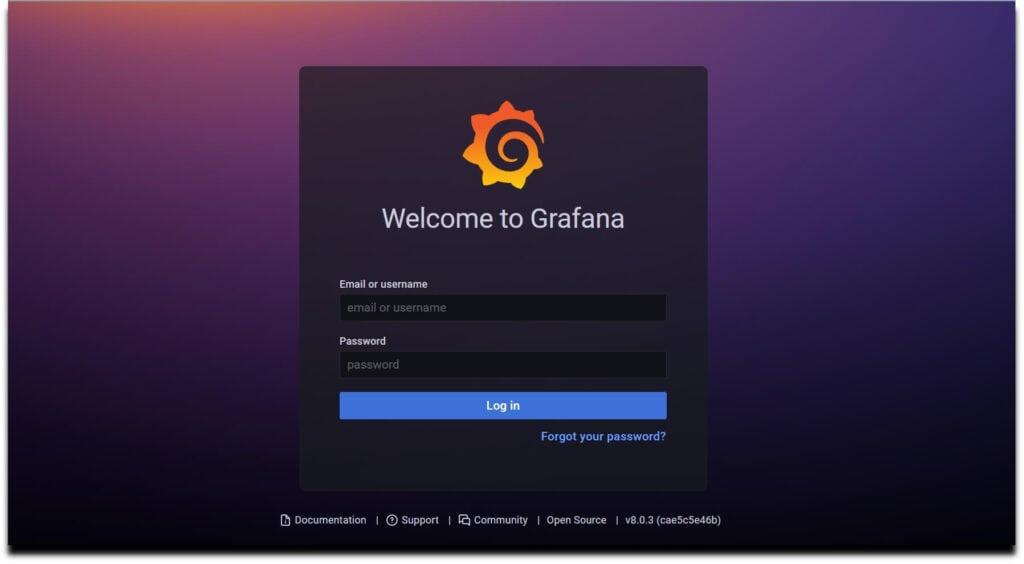 Welcome to Grafana
Email or username
email or username
Password
password
Log in
Forgot your password?
Documentation | Support | Community | Open Source | v8.0.3 (cae5c5e46b)